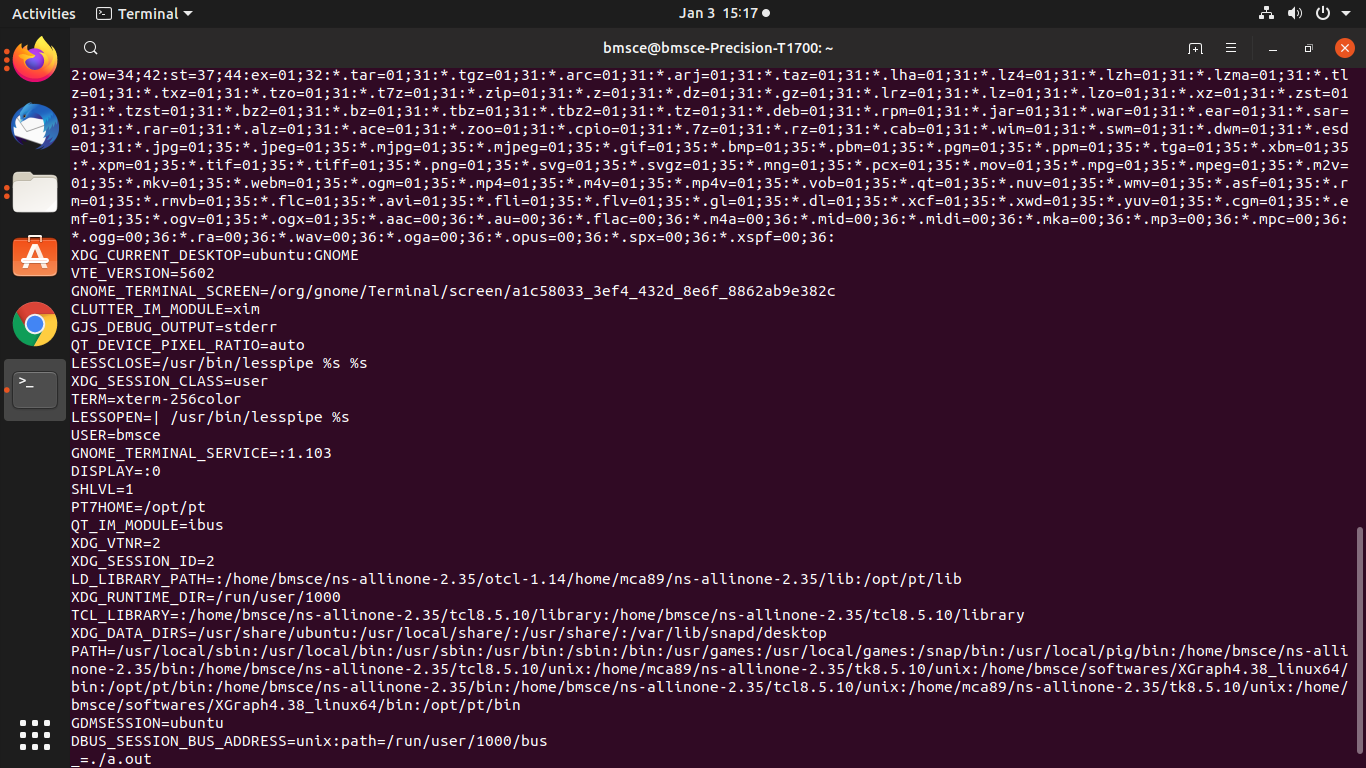 Activities
Terminal
Jan 3 15:17
bmsce@bmsce-Precision-T1700: ~
2:ow=34;42:st=37;44:ex=01;32:*.tar=01;31:*.tgz=01;31:*.arc=01;31:*.arj=01;31:*.taz=01;31:*.lha=01;31:*.lz4=01;31:*.lzh=01;31:*.lzma=01;31:*.tl
z=01;31:*.txz=01;31:*.tzo=01;31:*.t7z=01;31:*.zip=01;31:*.z=01;31:*.dz=01;31:*.gz=01;31:*.lrz=01;31:*.lz=01;31:*.lzo=01;31:*.xz=01;31:*.zst=01
;31:*.tzst=01;31:*.bz2=01;31:*.bz=01;31:*.tbz=01;31:*.tbz2=01;31:*.tz=01;31:*.deb=01;31:*.rpm=01;31:*.jar=01;31:*.war=01;31:*.ear=01;31:*.sar=
01;31:*.rar=01;31:*.alz=01;31:*.ace=01;31:*.zoo=01;31:*.cpio=01;31:*.7z=01;31:*.rz=01;31:*.cab=01;31:*.wim=01;31:*.swm=01;31:*.dwm=01;31:*.esd
=01;31:*.jpg=01;35:*.jpeg=01;35:*.mjpg=01;35:*.mjpeg=01;35:*.gif=01;35:*.bmp=01;35:*.pbm=01;35:*.pgm=01;35:*.ppm=01;35:*.tga=01;35:*.xbm=01;35
:*.xpm=01;35:*.tif=01;35:*.tiff=01;35:*.png=01;35:*.svg=01;35:*.svgz=01;35:*.mng=01;35:*.pcx=01;35:*.mov=01;35:*.mpg=01;35:*.mpeg=01;35:*.m2v=
01;35:*.mkv=01;35:*.webm=01;35:*.ogm=01;35:*.mp4=01;35:*.m4v=01;35:*.mp4v=01;35:*.vob=01;35:*.qt=01;35:*.nuv=01;35:*.wmv=01;35:*.asf=01;35:*.r
m=01;35:*.rmvb=01;35:*.flc=01;35:*.avi=01;35:*.fli=01;35:*.flv=01;35:*.gl=01;35:*.dl=01;35:*.xcf=01;35:*.xwd=01;35:*.yuv=01;35:*.cgm=01;35:*.e
mf=01;35:*.ogv=01;35:*.ogx=01;35:*.aac=00;36:*.au=00;36:*.flac=00;36:*.m4a=00;36:*.mid=00;36:*.midi=00;36:*.mka=00;36:*.mp3=00;36:*.mpc=00;36:
*.ogg=00;36:*.ra=00;36:*.wav=00;36:*.oga=00;36:*.opus=00;36:*.spx=00;36:*.xspf=00;36:
XDG_CURRENT_DESKTOP=ubuntu:GNOME
VTE_VERSION=5602
GNOME_TERMINAL_SCREEN=/org/gnome/Terminal/screen/a1c58033_3ef4_432d_8e6f_8862ab9e382c
CLUTTER_IM_MODULE=xim
GJS_DEBUG_OUTPUT=stderr
QT_DEVICE_PIXEL_RATIO=auto
LESSCLOSE=/usr/bin/lesspipe %s %s
XDG_SESSION_CLASS=user
TERM=xterm-256color
LESSOPEN=| /usr/bin/lesspipe %s
USER=bmsce
GNOME_TERMINAL_SERVICE=:1.103
DISPLAY=:0
SHLVL=1
PT7HOME=/opt/pt
QT_IM_MODULE=ibus
XDG_VTNR=2
XDG_SESSION_ID=2
LD_LIBRARY_PATH=:/home/bmsce/ns-allinone-2.35/otcl-1.14/home/mca89/ns-allinone-2.35/lib:/opt/pt/lib
XDG_RUNTIME_DIR=/run/user/1000
TCL_LIBRARY=:/home/bmsce/ns-allinone-2.35/tcl8.5.10/library:/home/bmsce/ns-allinone-2.35/tcl8.5.10/library
XDG_DATA_DIRS=/usr/share/ubuntu:/usr/local/share/:/usr/share/:/var/lib/snapd/desktop
PATH=/usr/local/sbin:/usr/local/bin:/usr/sbin:/usr/bin:/sbin:/bin:/usr/games:/usr/local/games:/snap/bin:/usr/local/pig/bin:/home/bmsce/ns-alli
none-2.35/bin:/home/bmsce/ns-allinone-2.35/tcl8.5.10/unix:/home/mca89/ns-allinone-2.35/tk8.5.10/unix:/home/bmsce/softwares/XGraph4.38_linux64/
bin:/opt/pt/bin:/home/bmsce/ns-allinone-2.35/bin:/home/bmsce/ns-allinone-2.35/tcl8.5.10/unix:/home/mca89/ns-allinone-2.35/tk8.5.10/unix:/home/
bmsce/softwares/XGraph4.38_linux64/bin:/opt/pt/bin
GDMSESSION=ubuntu
DBUS_SESSION_BUS_ADDRESS=unix:path=/run/user/1000/bus
_=./a.out